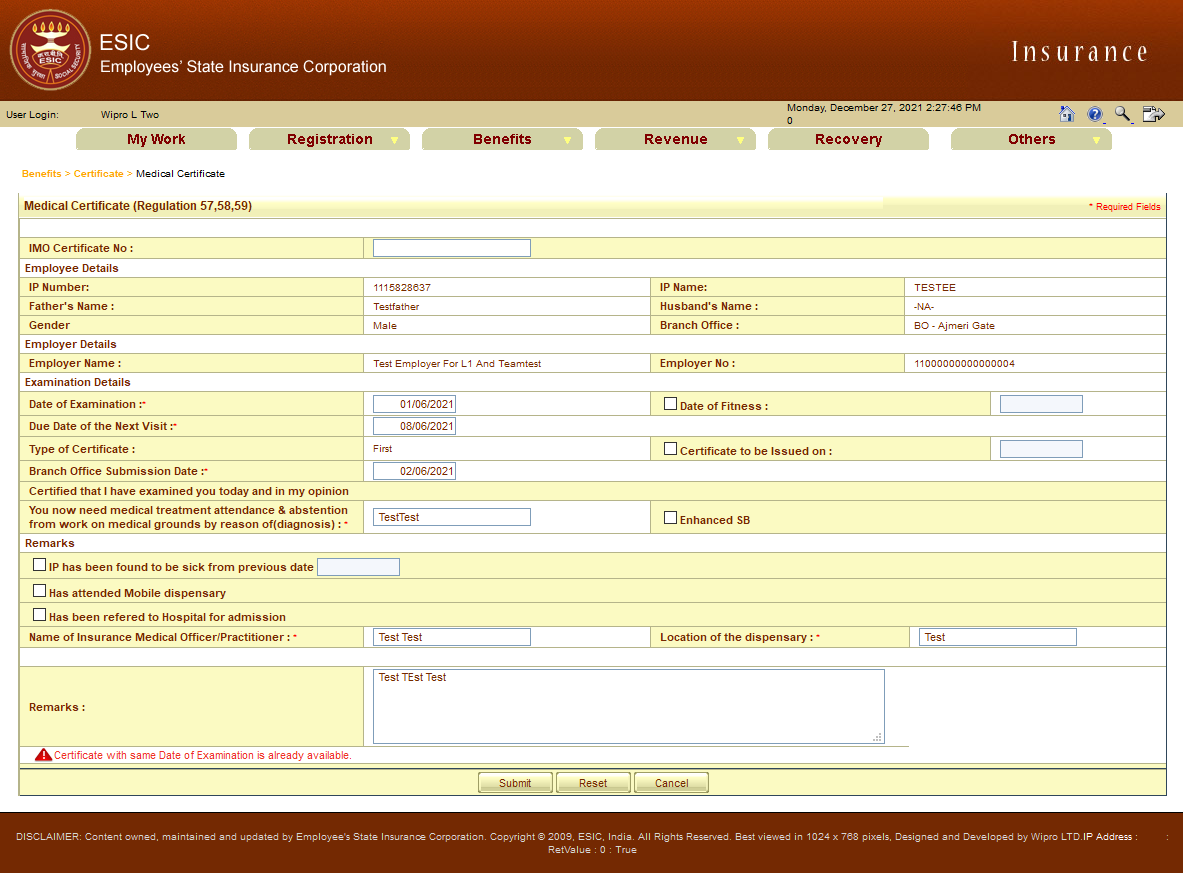 ESIC
Employees' State Insurance Corporation
Insurance
User Login: Wipro L Two
Monday, December 27, 2021 2:27:46 PM
0
My Work Registration Benefits Revenue Recovery Others
Benefits > Certificate > Medical Certificate
Medical Certificate (Regulation 57,58,59) * Required Fields
IMO Certificate No :
Employee Details
IP Number: 1115828637 IP Name: TESTEE
Father's Name : Testfather Husband's Name : -NA-
Gender Male Branch Office : BO - Ajmeri Gate
Employer Details
Employer Name : Test Employer For L1 And Teamtest Employer No : 11000000000000004
Examination Details
Date of Examination :* 01/06/2021 Date of Fitness :
Due Date of the Next Visit :* 08/06/2021
Type of Certificate : First Certificate to be Issued on :
Branch Office Submission Date :* 02/06/2021
Certified that I have examined you today and in my opinion
You now need medical treatment attendance & abstention
from work on medical grounds by reason of(diagnosis) : * TestTest Enhanced SB
Remarks
IP has been found to be sick from previous date
Has attended Mobile dispensary
Has been refered to Hospital for admission
Name of Insurance Medical Officer/Practitioner : * Test Test Location of the dispensary : * Test
Remarks : Test TEst Test
Certificate with same Date of Examination is already available.
Submit Reset Cancel
DISCLAIMER: Content owned, maintained and updated by Employee's State Insurance Corporation. Copyright © 2009, ESIC, India. All Rights Reserved. Best viewed in 1024 x 768 pixels, Designed and Developed by Wipro LTD.IP Address : :
RetValue : 0 : True